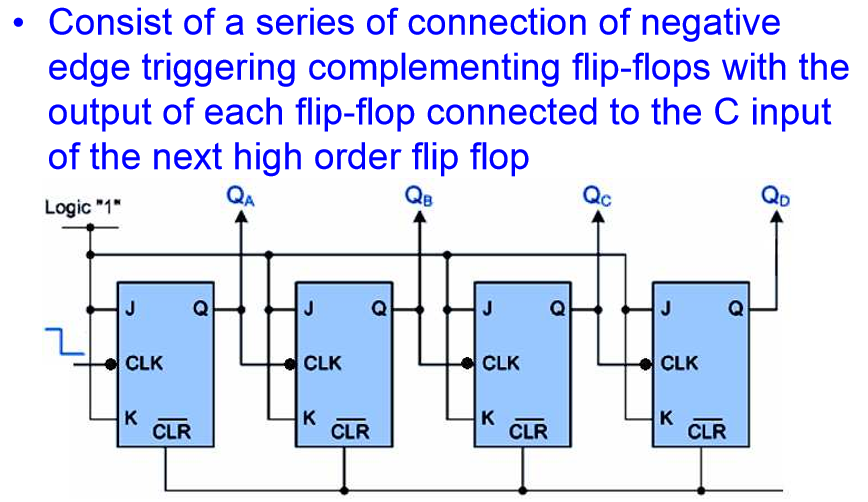 • Consist of a series of connection of negative
edge triggering complementing flip-flops with the
output of each flip-flop connected to the C input
of the next high order flip flop
Logic "1" QA QB QC QD
J Q J Q J Q J Q
CLK CLK CLK CLK
K CLR K CLR K CLR K CLR